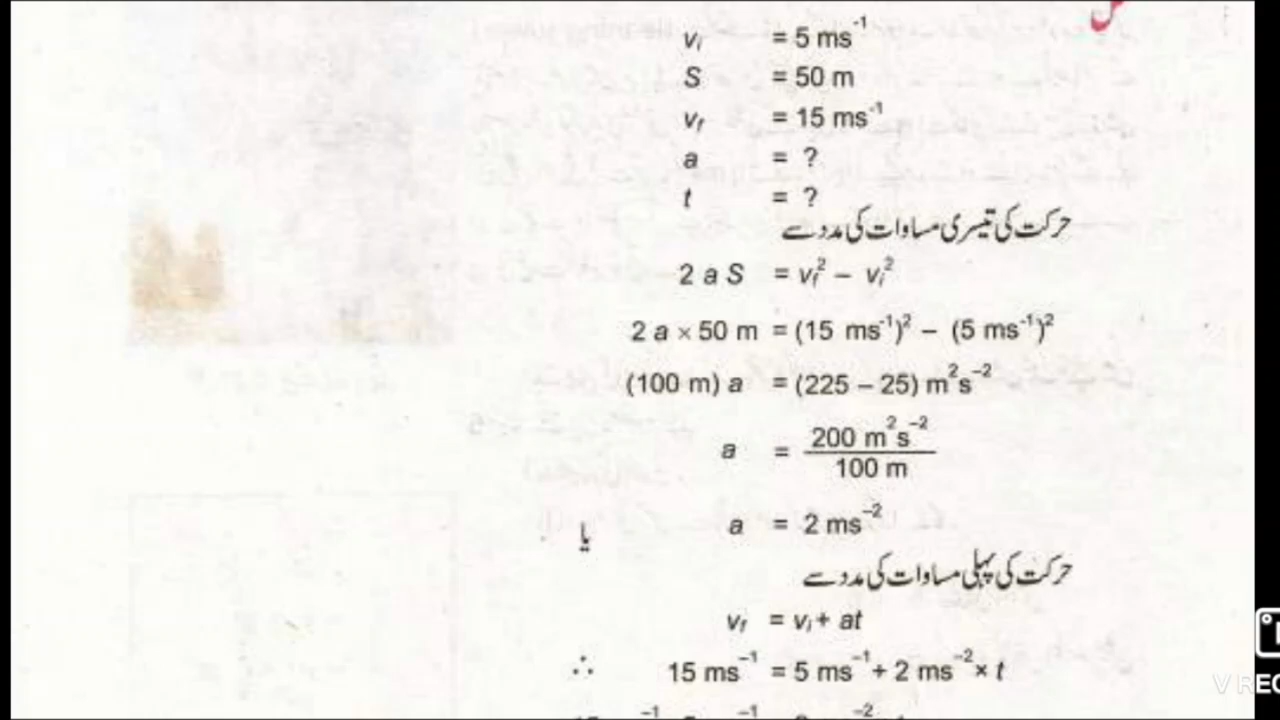 vᵢ = 5 ms⁻¹
S = 50 m
v_f = 15 ms⁻¹
a = ?
t = ?
حرکت کی تیسری مساوات کی مدد سے
2 a S = v_f² – vᵢ²
2 a × 50 m = (15 ms⁻¹)² – (5 ms⁻¹)²
(100 m) a = (225 – 25) m²s⁻²
a = 200 m²s⁻² / 100 m
یا a = 2 ms⁻²
حرکت کی پہلی مساوات کی مدد سے
v_f = vᵢ + at
∴ 15 ms⁻¹ = 5 ms⁻¹ + 2 ms⁻² × t